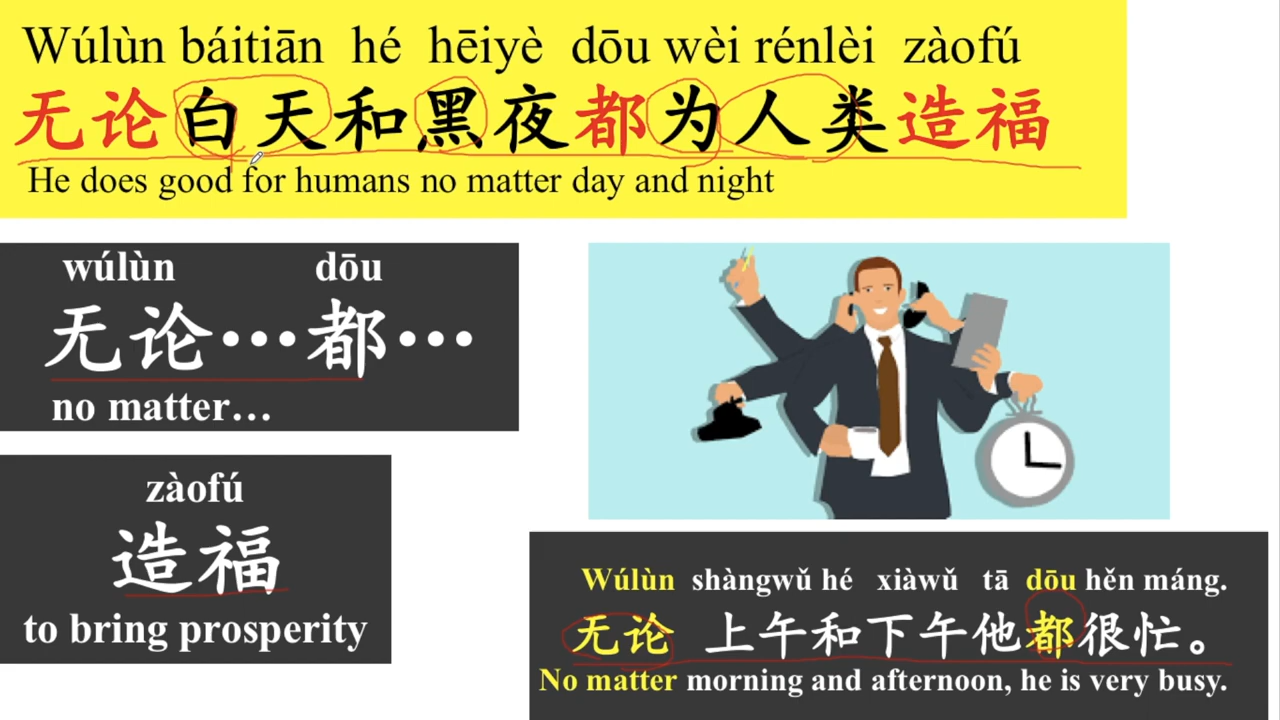 Wúlùn báitiān hé hēiyè dōu wèi rénlèi zàofú
无论白天和黑夜都为人类造福
He does good for humans no matter day and night
wúlùn dōu
无论…都…
no matter…
zàofú
造福
to bring prosperity
Wúlùn shàngwǔ hé xiàwǔ tā dōu hěn máng.
无论 上午和下午他都很忙。
No matter morning and afternoon, he is very busy.